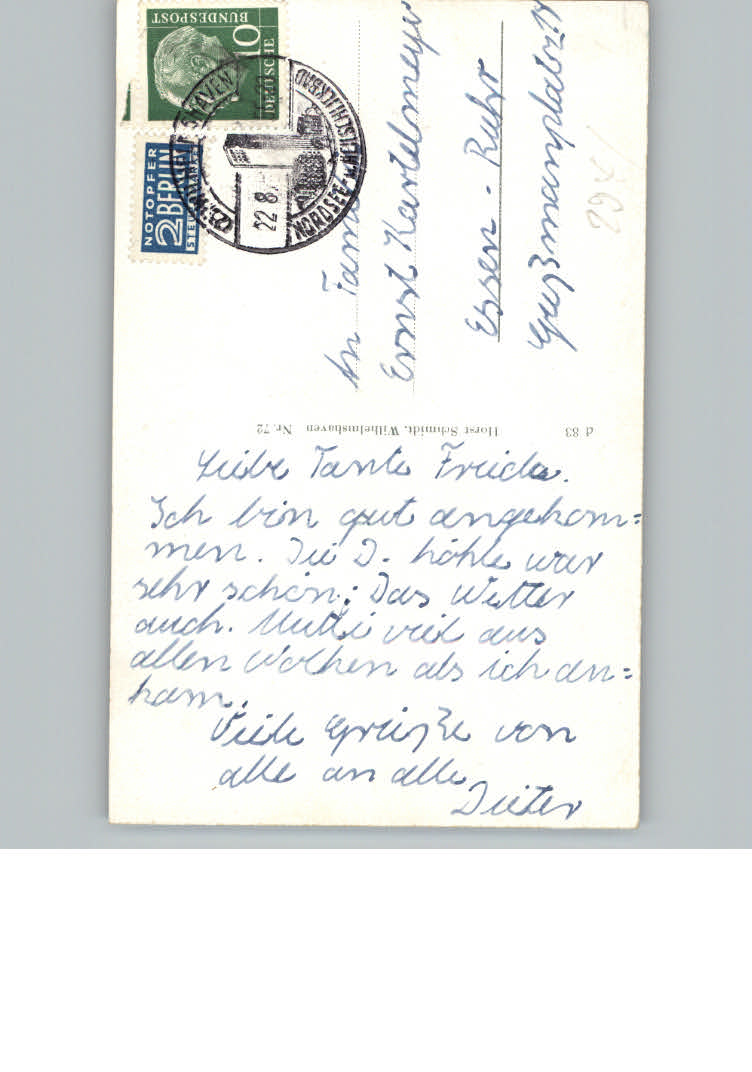 Liebe Tante Frieda.
Ich bin gut angekom=
men. Die D. höhle war
sehr schön; Das Wetter
auch. Mutti viel aus
allen Wolken als ich an=
kam.
Viele Grüße von
alle an alle
Dieter
An Fam
Ernst Kartelmeyer
Essen - Ruhr
DEUTSCHE
BUNDESPOST
10
NOTOPFER
2 BERLIN
STEUERMARKE
22.8.
NORDSEE-
d 83 Horst Schmidt, Wilhelmshaven Nr. 72